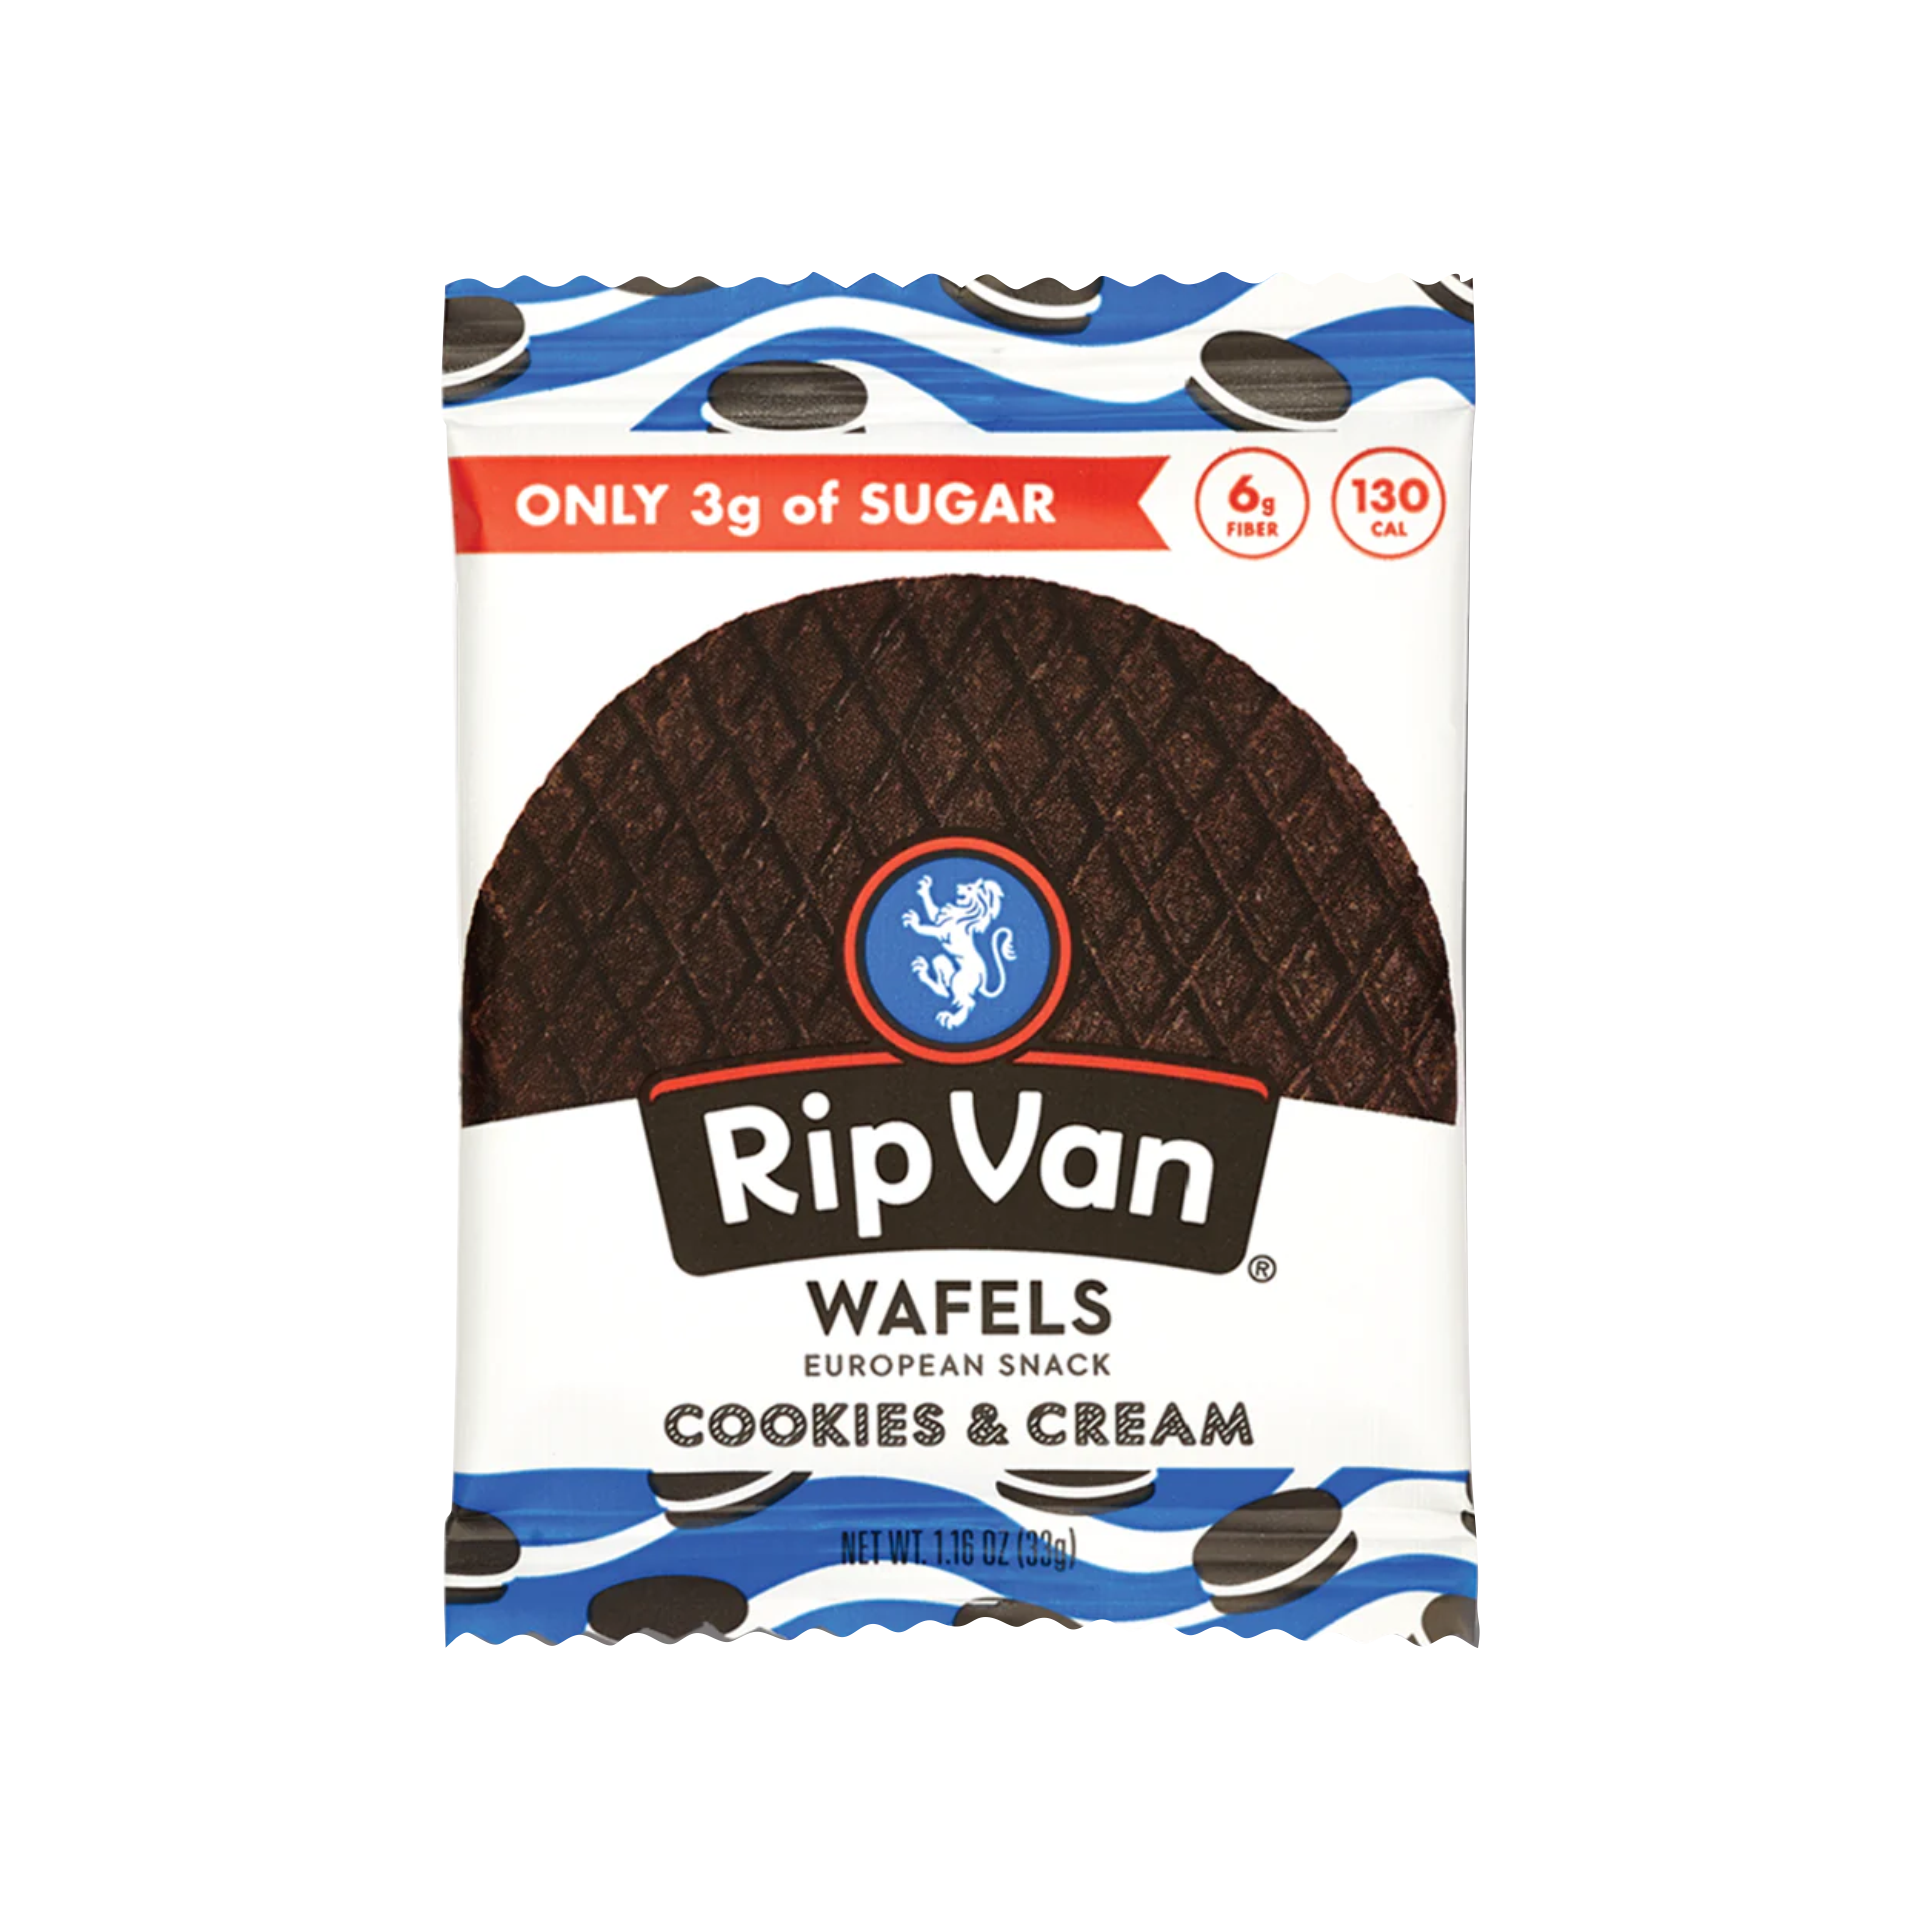 ONLY 3g of SUGAR
6g
FIBER
130
CAL
Rip Van®
WAFELS
EUROPEAN SNACK
COOKIES & CREAM
NET WT. 1.16 OZ (33g)